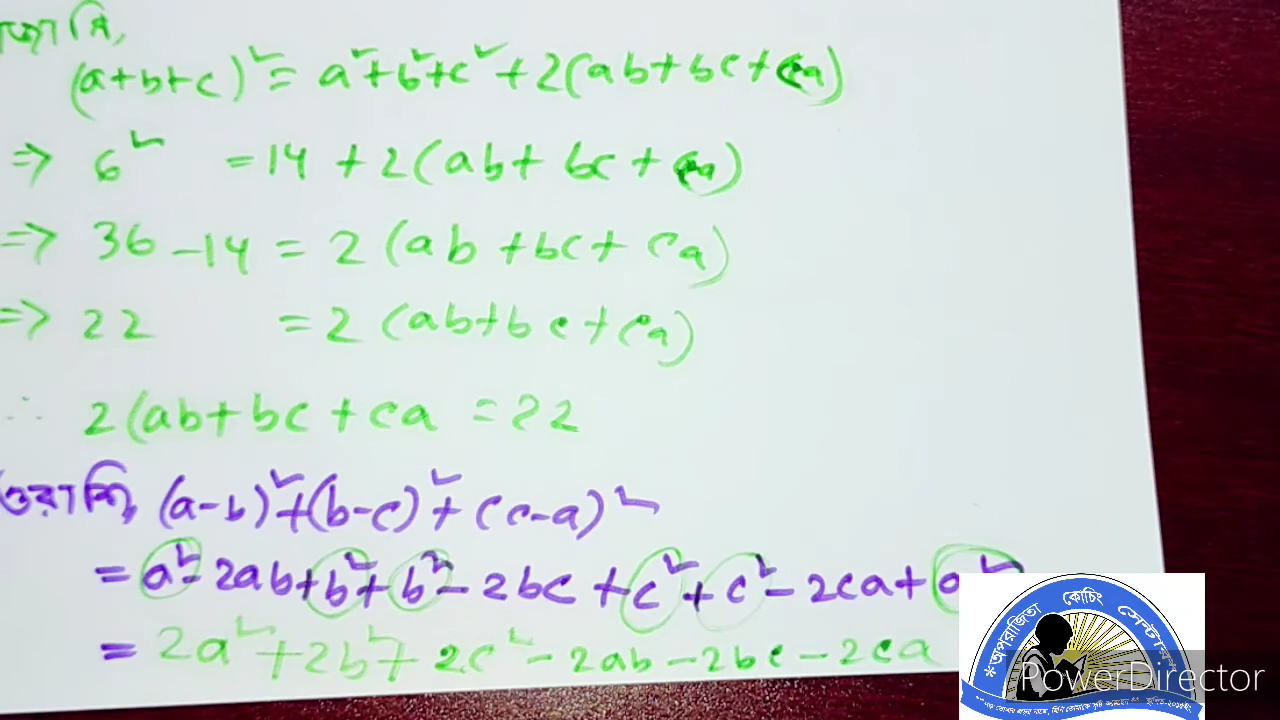 (a+b+c)² = a²+b²+c²+2(ab+bc+ca)
⇒ 6² = 14 + 2(ab+bc+ca)
⇒ 36 - 14 = 2(ab+bc+ca)
⇒ 22 = 2(ab+bc+ca)
∴ 2(ab+bc+ca = 22
(a-b)²+(b-c)²+(c-a)²
= a²-2ab+b²+b²-2bc+c²+c²-2ca+a²
= 2a²+2b²+2c²-2ab-2bc-2ca
অপরাজিতা কোচিং সেন্টার
PowerDirector